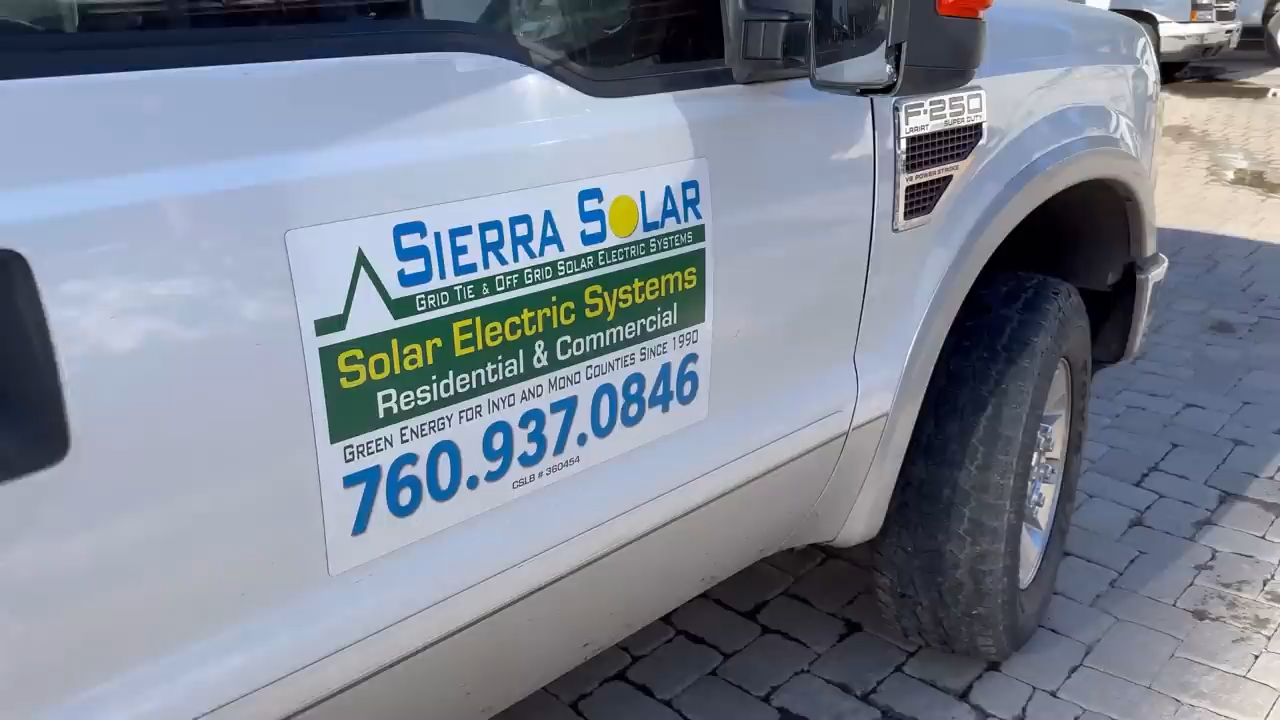 SIERRA SOLAR
GRID TIE & OFF GRID SOLAR ELECTRIC SYSTEMS
Solar Electric Systems
Residential & Commercial
GREEN ENERGY FOR INYO AND MONO COUNTIES SINCE 1990
760.937.0846
CSLB # 360454
F-250
LARIAT SUPER DUTY
V8 POWER STROKE